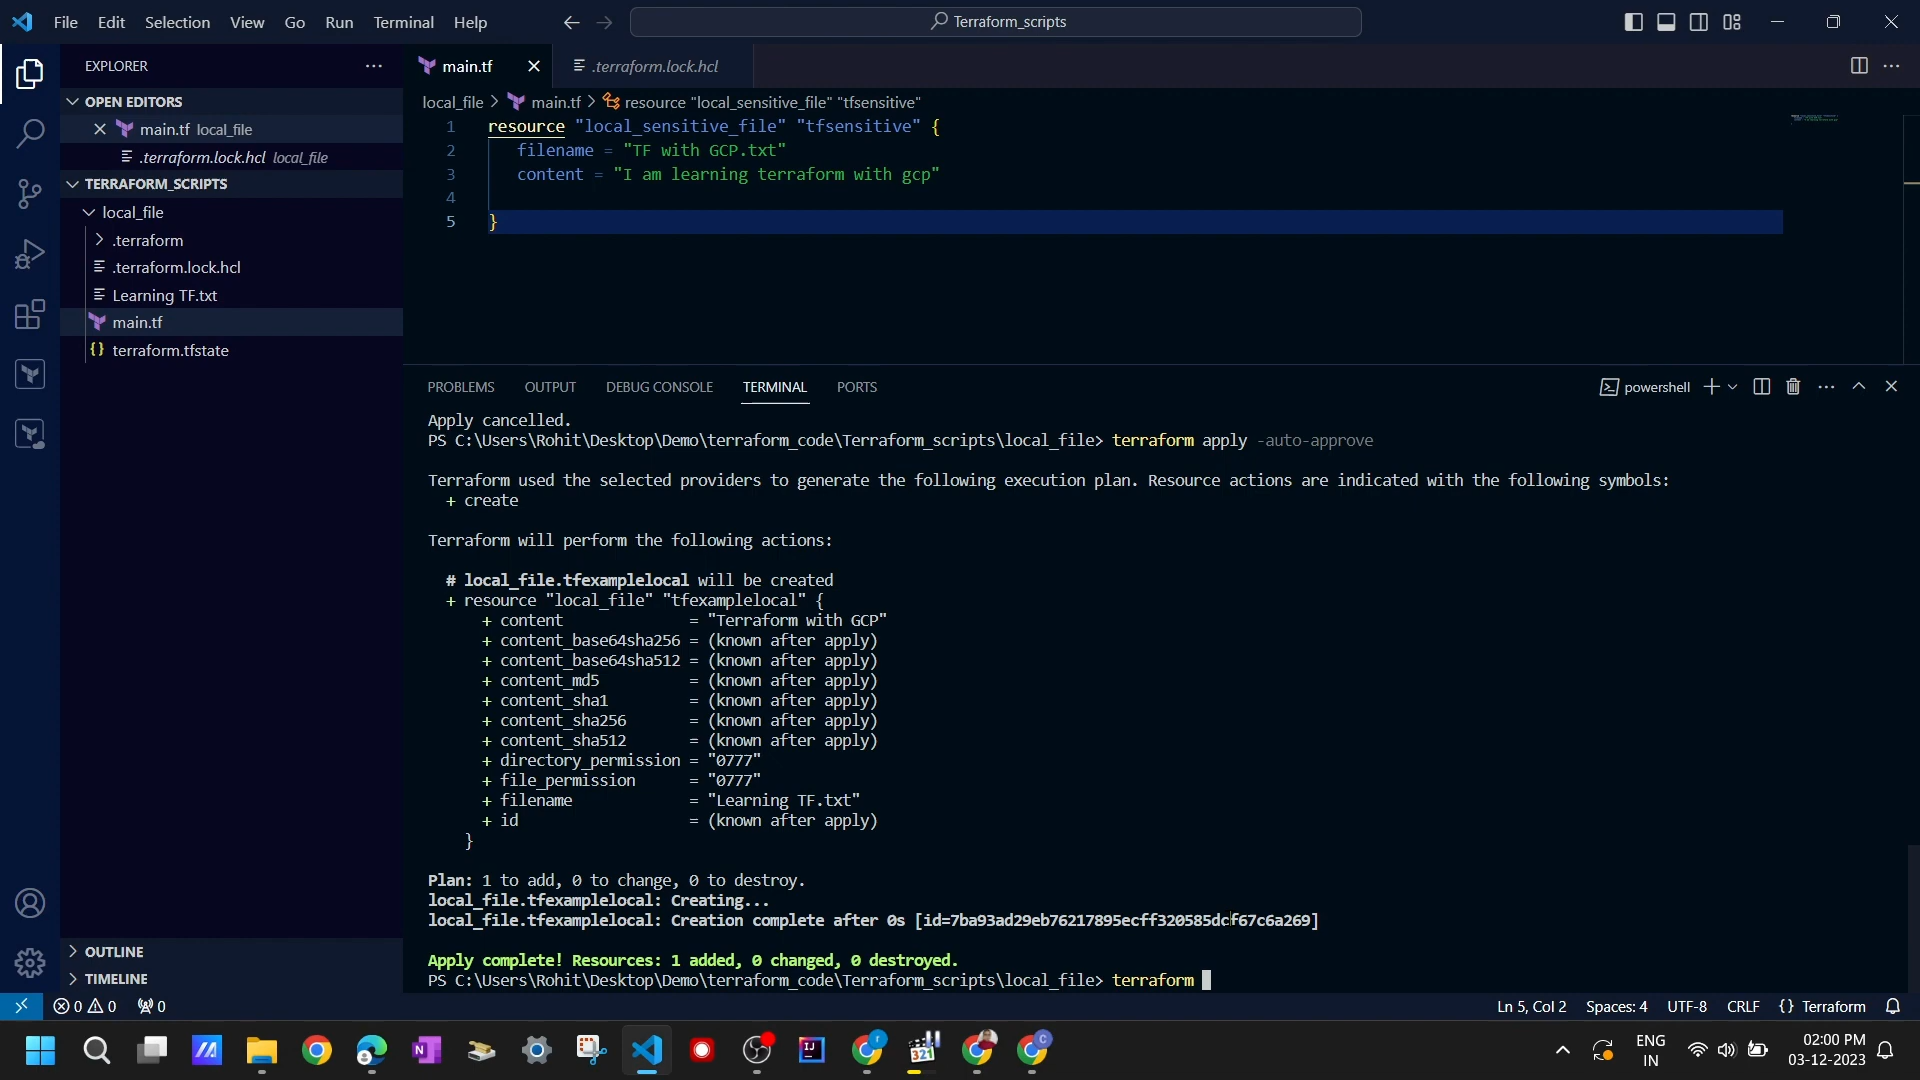 File Edit Selection View Go Run Terminal Help
Terraform_scripts
EXPLORER
OPEN EDITORS
main.tf local_file
.terraform.lock.hcl local_file
TERRAFORM_SCRIPTS
local_file
.terraform
.terraform.lock.hcl
Learning TF.txt
main.tf
terraform.tfstate
OUTLINE
TIMELINE
main.tf
.terraform.lock.hcl
local_file > main.tf > resource "local_sensitive_file" "tfsensitive"
1 resource "local_sensitive_file" "tfsensitive" {
2 filename = "TF with GCP.txt"
3 content = "I am learning terraform with gcp"
4
5 }
PROBLEMS OUTPUT DEBUG CONSOLE TERMINAL PORTS
powershell
Apply cancelled.
PS C:\Users\Rohit\Desktop\Demo\terraform_code\Terraform_scripts\local_file> terraform apply -auto-approve
Terraform used the selected providers to generate the following execution plan. Resource actions are indicated with the following symbols:
+ create
Terraform will perform the following actions:
# local_file.tfexamplelocal will be created
+ resource "local_file" "tfexamplelocal" {
+ content = "Terraform with GCP"
+ content_base64sha256 = (known after apply)
+ content_base64sha512 = (known after apply)
+ content_md5 = (known after apply)
+ content_sha1 = (known after apply)
+ content_sha256 = (known after apply)
+ content_sha512 = (known after apply)
+ directory_permission = "0777"
+ file_permission = "0777"
+ filename = "Learning TF.txt"
+ id = (known after apply)
}
Plan: 1 to add, 0 to change, 0 to destroy.
local_file.tfexamplelocal: Creating...
local_file.tfexamplelocal: Creation complete after 0s [id=7ba93ad29eb76217895ecff320585dcf67c6a269]
Apply complete! Resources: 1 added, 0 changed, 0 destroyed.
PS C:\Users\Rohit\Desktop\Demo\terraform_code\Terraform_scripts\local_file> terraform
0 0 0
Ln 5, Col 2 Spaces: 4 UTF-8 CRLF {} Terraform
ENG
IN
02:00 PM
03-12-2023